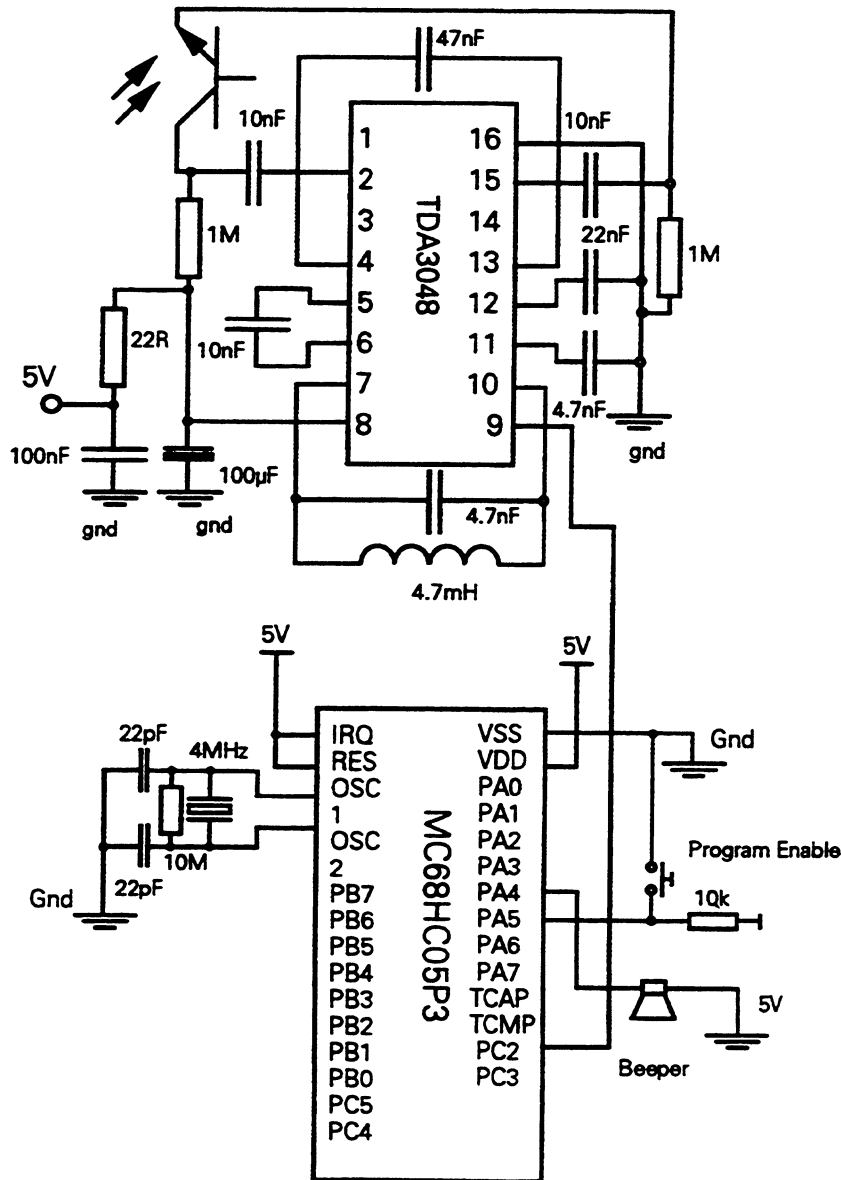 47nF
10nF
10nF
1
2
3
4
5
6
7
8
TDA3048
16
15
14
13
12
11
10
9
1M
22nF
1M
22R
10nF
5V
4.7nF
100nF
100µF
gnd
gnd
gnd
4.7nF
4.7mH
5V
5V
22pF
4MHz
10M
22pF
Gnd
IRQ
RES
OSC
1
OSC
2
PB7
PB6
PB5
PB4
PB3
PB2
PB1
PB0
PC5
PC4
MC68HC05P3
VSS
VDD
PA0
PA1
PA2
PA3
PA4
PA5
PA6
PA7
TCAP
TCMP
PC2
PC3
Gnd
Program Enable
10k
5V
Beeper